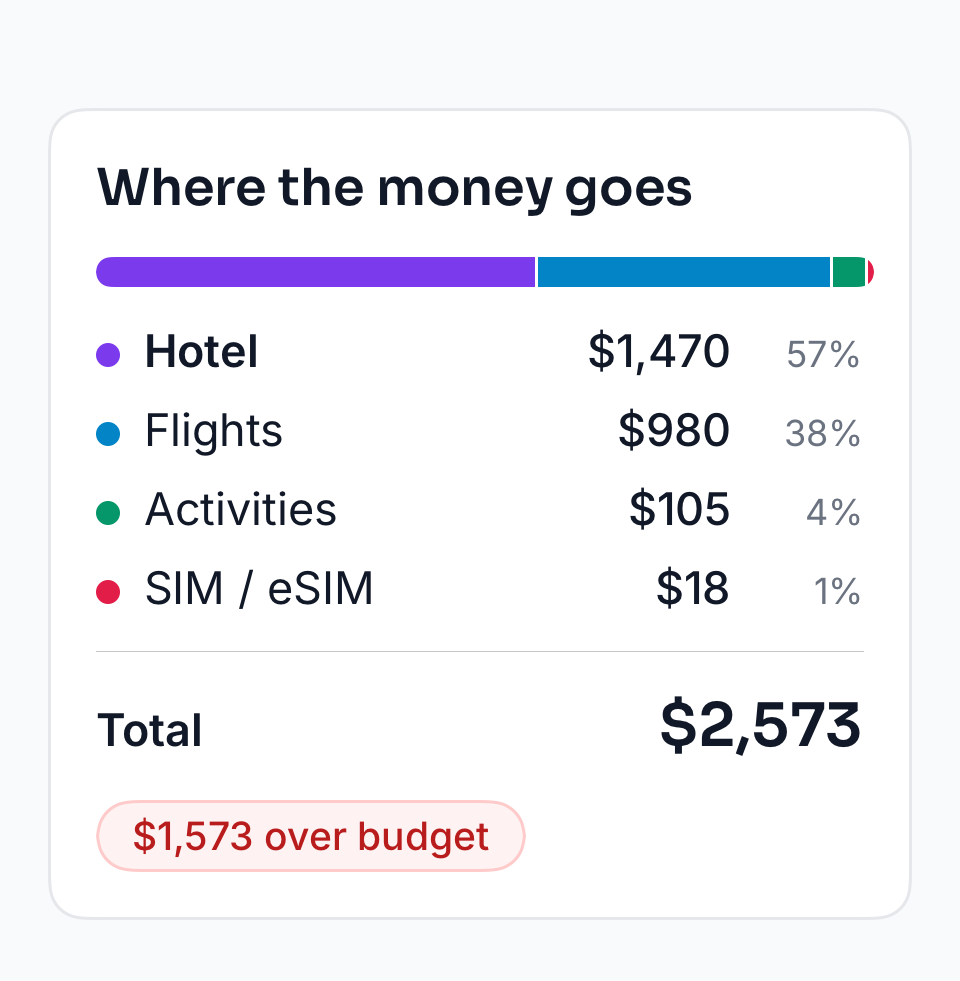 Where the money goes
Hotel $1,470 57%
Flights $980 38%
Activities $105 4%
SIM / eSIM $18 1%
Total $2,573
$1,573 over budget